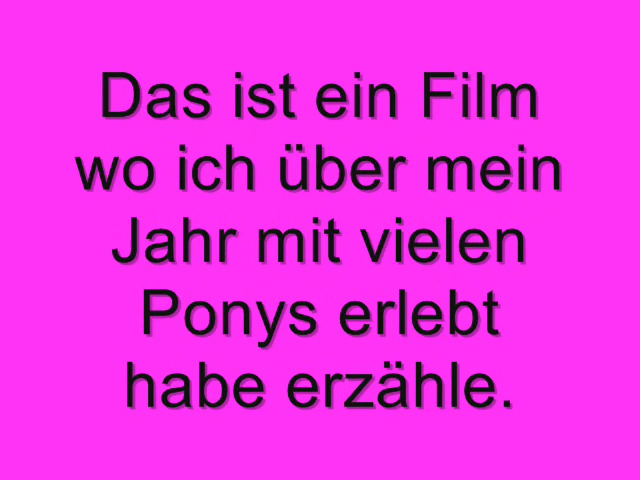 Das ist ein Film
wo ich über mein
Jahr mit vielen
Ponys erlebt
habe erzähle.